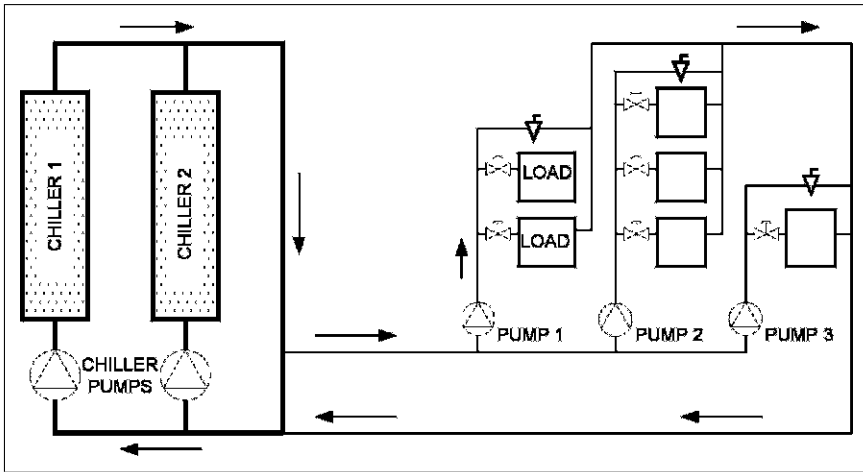 CHILLER 1
CHILLER 2
CHILLER
PUMPS
LOAD
LOAD
PUMP 1
PUMP 2
PUMP 3